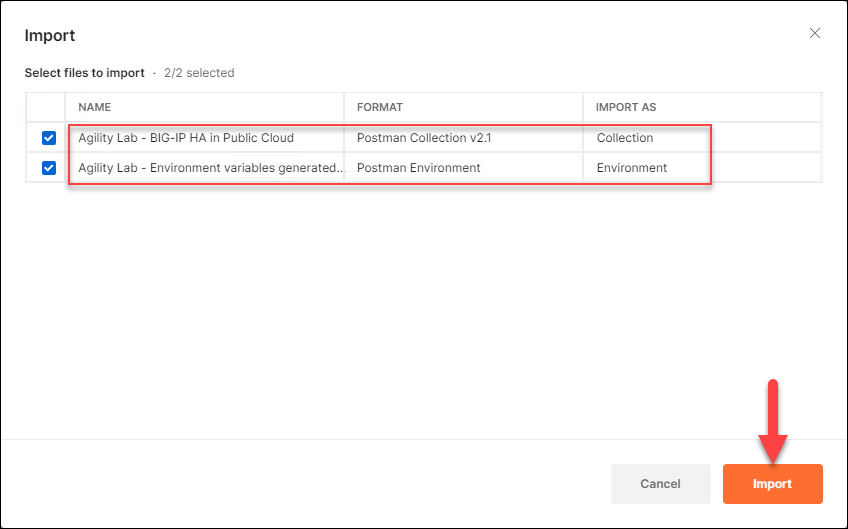 Import
Select files to import · 2/2 selected
NAME FORMAT IMPORT AS
Agility Lab - BIG-IP HA in Public Cloud Postman Collection v2.1 Collection
Agility Lab - Environment variables generated... Postman Environment Environment
Cancel Import